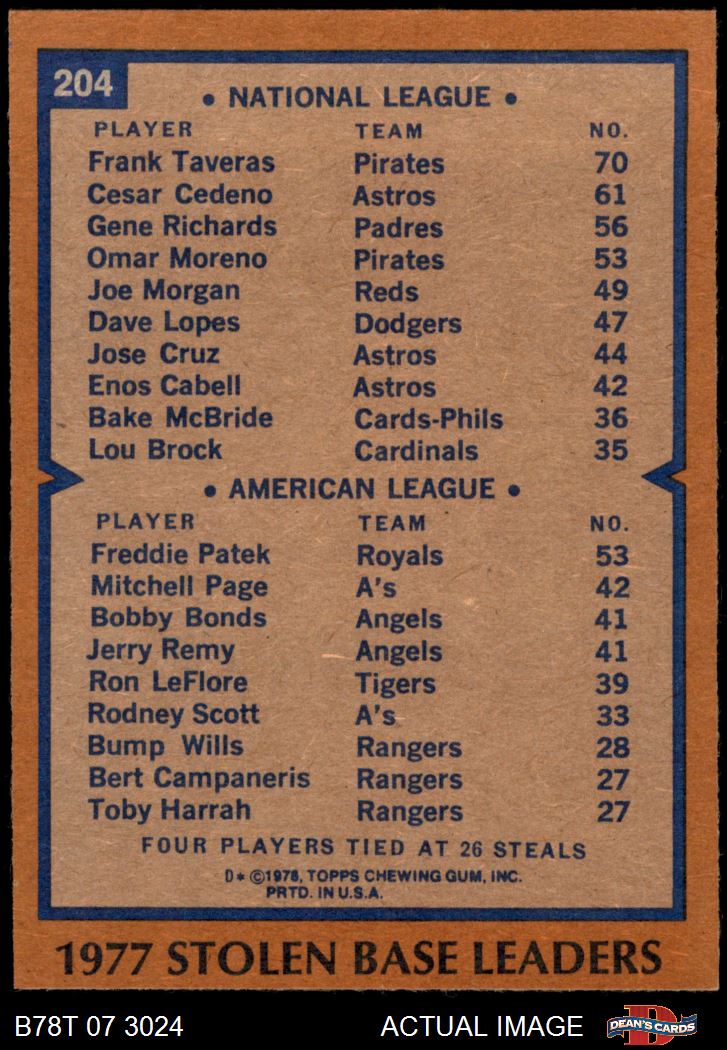 204
• NATIONAL LEAGUE •
PLAYER TEAM NO.
Frank Taveras Pirates 70
Cesar Cedeno Astros 61
Gene Richards Padres 56
Omar Moreno Pirates 53
Joe Morgan Reds 49
Dave Lopes Dodgers 47
Jose Cruz Astros 44
Enos Cabell Astros 42
Bake McBride Cards-Phils 36
Lou Brock Cardinals 35
• AMERICAN LEAGUE •
PLAYER TEAM NO.
Freddie Patek Royals 53
Mitchell Page A's 42
Bobby Bonds Angels 41
Jerry Remy Angels 41
Ron LeFlore Tigers 39
Rodney Scott A's 33
Bump Wills Rangers 28
Bert Campaneris Rangers 27
Toby Harrah Rangers 27
FOUR PLAYERS TIED AT 26 STEALS
D* ©1978, TOPPS CHEWING GUM, INC.
PRTD. IN U.S.A.
1977 STOLEN BASE LEADERS
B78T 07 3024 ACTUAL IMAGE D DEAN'S CARDS